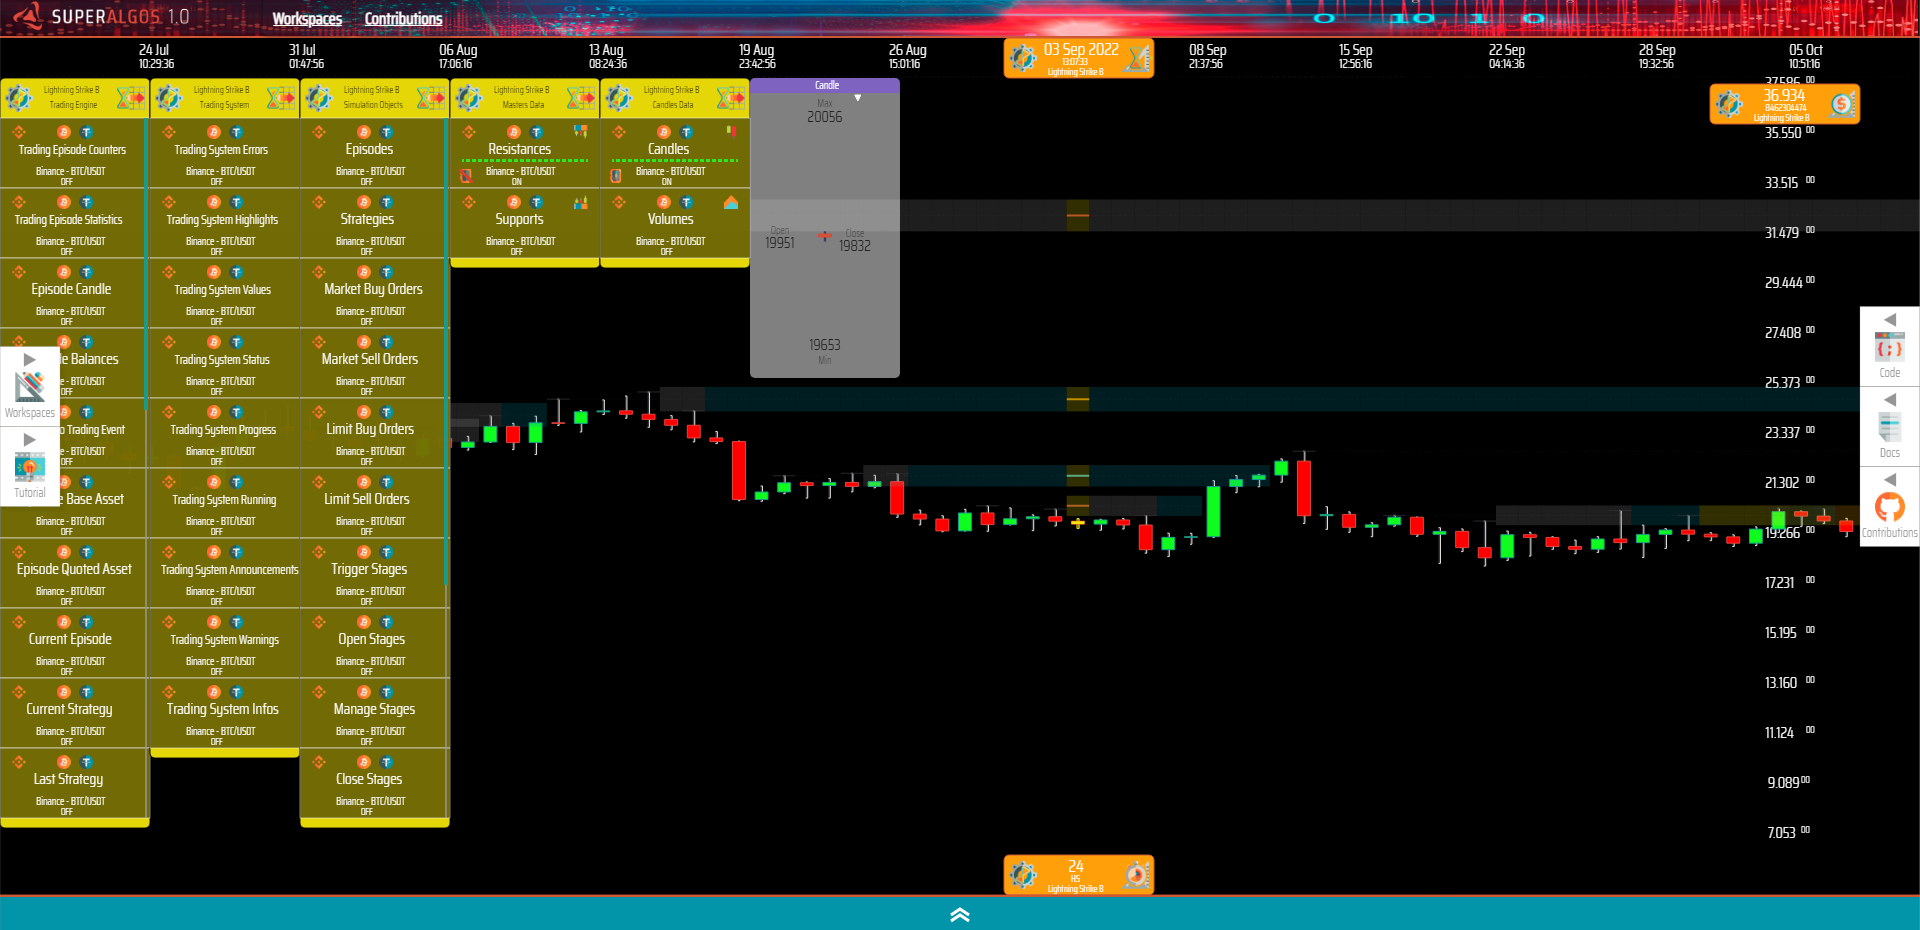 SUPERALGOS 1.0
Workspaces Contributions
24 Jul
10:29:36
31 Jul
01:47:56
06 Aug
17:06:16
13 Aug
08:24:36
19 Aug
23:42:56
26 Aug
15:01:16
03 Sep 2022
13:07:33
Lightning Strike B
08 Sep
21:37:56
15 Sep
12:56:16
22 Sep
04:14:36
28 Sep
19:32:56
05 Oct
10:51:16
Lightning Strike B
Trading Engine
Trading Episode Counters
Binance - BTC/USDT
OFF
Trading Episode Statistics
Binance - BTC/USDT
OFF
Episode Candle
Binance - BTC/USDT
OFF
le Balances
e - BTC/USDT
OFF
o Trading Event
e - BTC/USDT
OFF
e Base Asset
Binance - BTC/USDT
OFF
Episode Quoted Asset
Binance - BTC/USDT
OFF
Current Episode
Binance - BTC/USDT
OFF
Current Strategy
Binance - BTC/USDT
OFF
Last Strategy
Binance - BTC/USDT
OFF
Lightning Strike B
Trading System
Trading System Errors
Binance - BTC/USDT
OFF
Trading System Highlights
Binance - BTC/USDT
OFF
Trading System Values
Binance - BTC/USDT
OFF
Trading System Status
Binance - BTC/USDT
OFF
Trading System Progress
Binance - BTC/USDT
OFF
Trading System Running
Binance - BTC/USDT
OFF
Trading System Announcements
Binance - BTC/USDT
OFF
Trading System Warnings
Binance - BTC/USDT
OFF
Trading System Infos
Binance - BTC/USDT
OFF
Lightning Strike B
Simulation Objects
Episodes
Binance - BTC/USDT
OFF
Strategies
Binance - BTC/USDT
OFF
Market Buy Orders
Binance - BTC/USDT
OFF
Market Sell Orders
Binance - BTC/USDT
OFF
Limit Buy Orders
Binance - BTC/USDT
OFF
Limit Sell Orders
Binance - BTC/USDT
OFF
Trigger Stages
Binance - BTC/USDT
OFF
Open Stages
Binance - BTC/USDT
OFF
Manage Stages
Binance - BTC/USDT
OFF
Close Stages
Binance - BTC/USDT
OFF
Lightning Strike B
Masters Data
Resistances
Binance - BTC/USDT
ON
Supports
Binance - BTC/USDT
OFF
Lightning Strike B
Candles Data
Candles
Binance - BTC/USDT
ON
Volumes
Binance - BTC/USDT
OFF
Candle
Max
20056
Open
19951
Close
19832
19653
Min
Workspaces
Tutorial
37.586 00
36.934
8462304474
Lightning Strike B
35.550 00
33.515 00
31.479 00
29.444 00
27.408 00
25.373 00
23.337 00
21.302 00
19.266 00
17.231 00
15.195 00
13.160 00
11.124 00
9.089 00
7.053 00
Code
Docs
Contributions
24
HS
Lightning Strike B